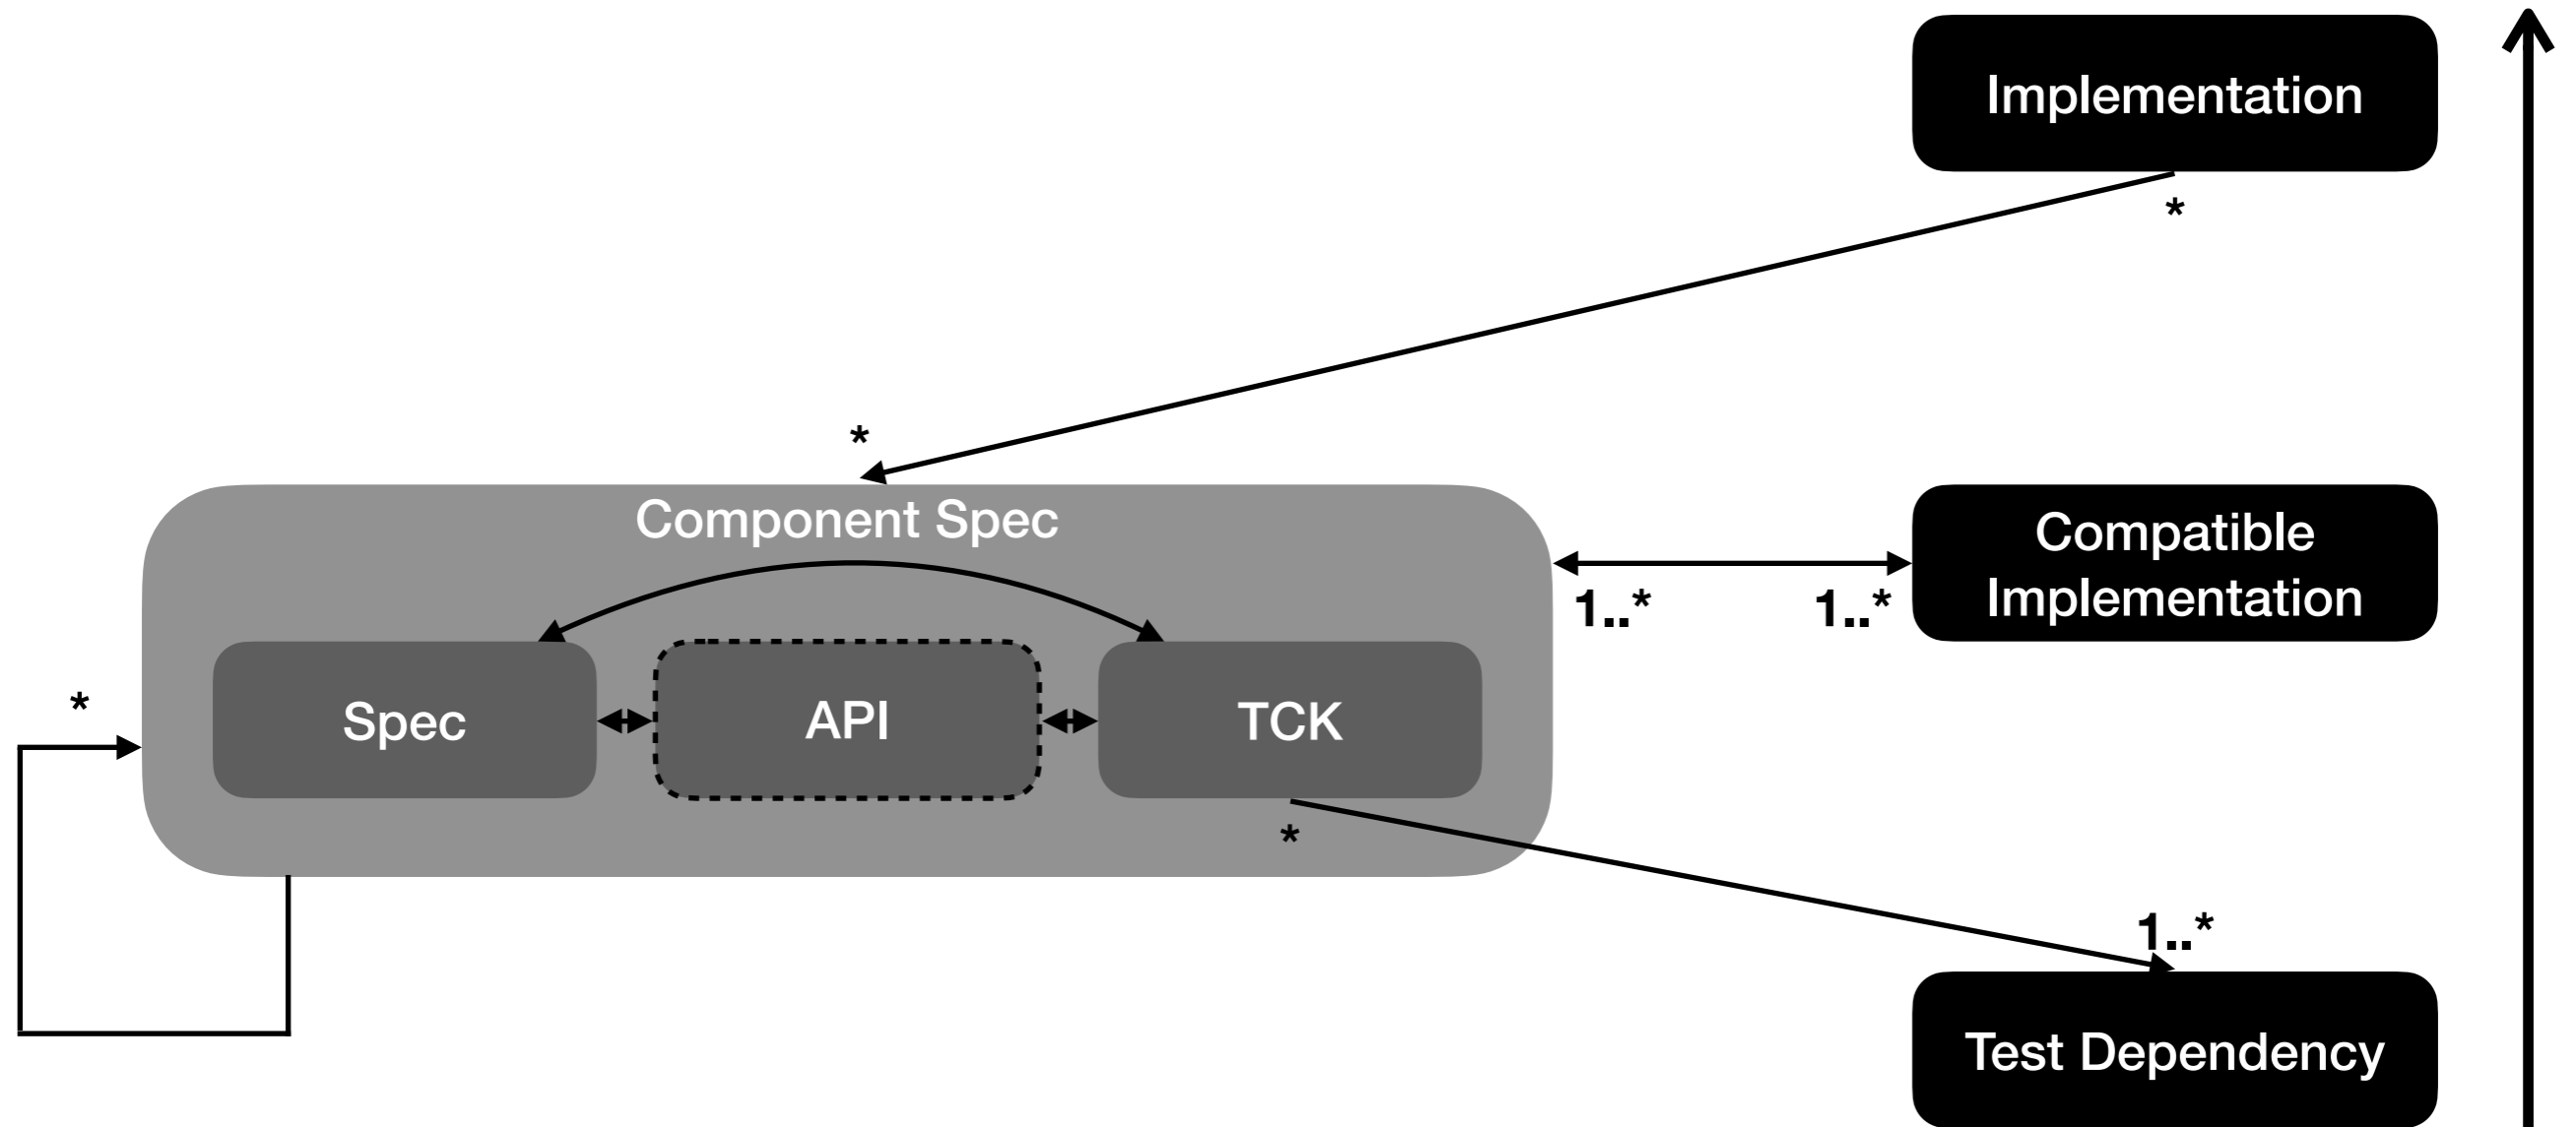 Implementation
*
*
Component Spec
Compatible
Implementation
1..*
1..*
*
Spec
API
TCK
*
1..*
Test Dependency